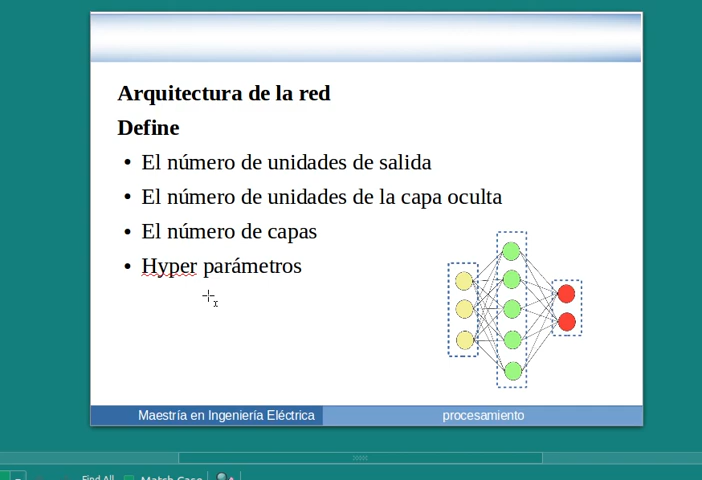 Arquitectura de la red
Define
• El número de unidades de salida
• El número de unidades de la capa oculta
• El número de capas
• Hyper parámetros
Maestría en Ingeniería Eléctrica procesamiento
Find All Match Case